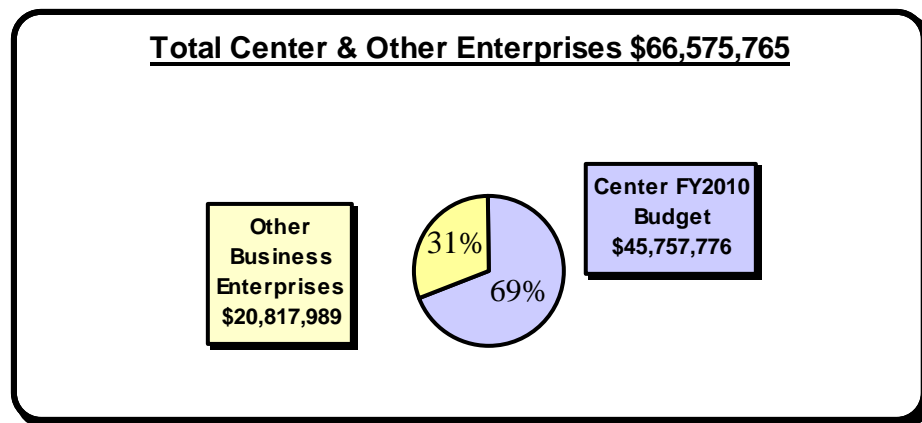 Total Center & Other Enterprises $66,575,765
Other
Business
Enterprises
$20,817,989
31%
69%
Center FY2010
Budget
$45,757,776